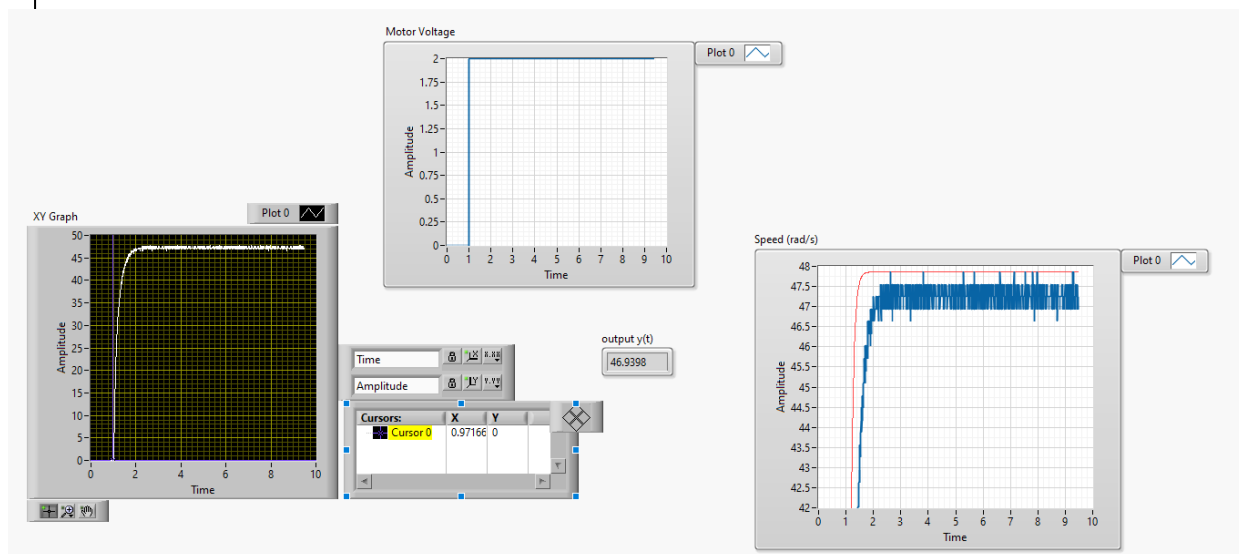 Motor Voltage
Plot 0
2
1.75
1.5
1.25
1
0.75
0.5
0.25
0
Amplitude
0 1 2 3 4 5 6 7 8 9 10
Time
XY Graph
Plot 0
50
45
40
35
30
25
20
15
10
5
0
Amplitude
0 2 4 6 8 10
Time
Time
Amplitude
Cursors: X Y
Cursor 0 0.97166 0
output y(t)
46.9398
Speed (rad/s)
Plot 0
48
47.5
47
46.5
46
45.5
45
44.5
44
43.5
43
42.5
42
Amplitude
0 1 2 3 4 5 6 7 8 9 10
Time